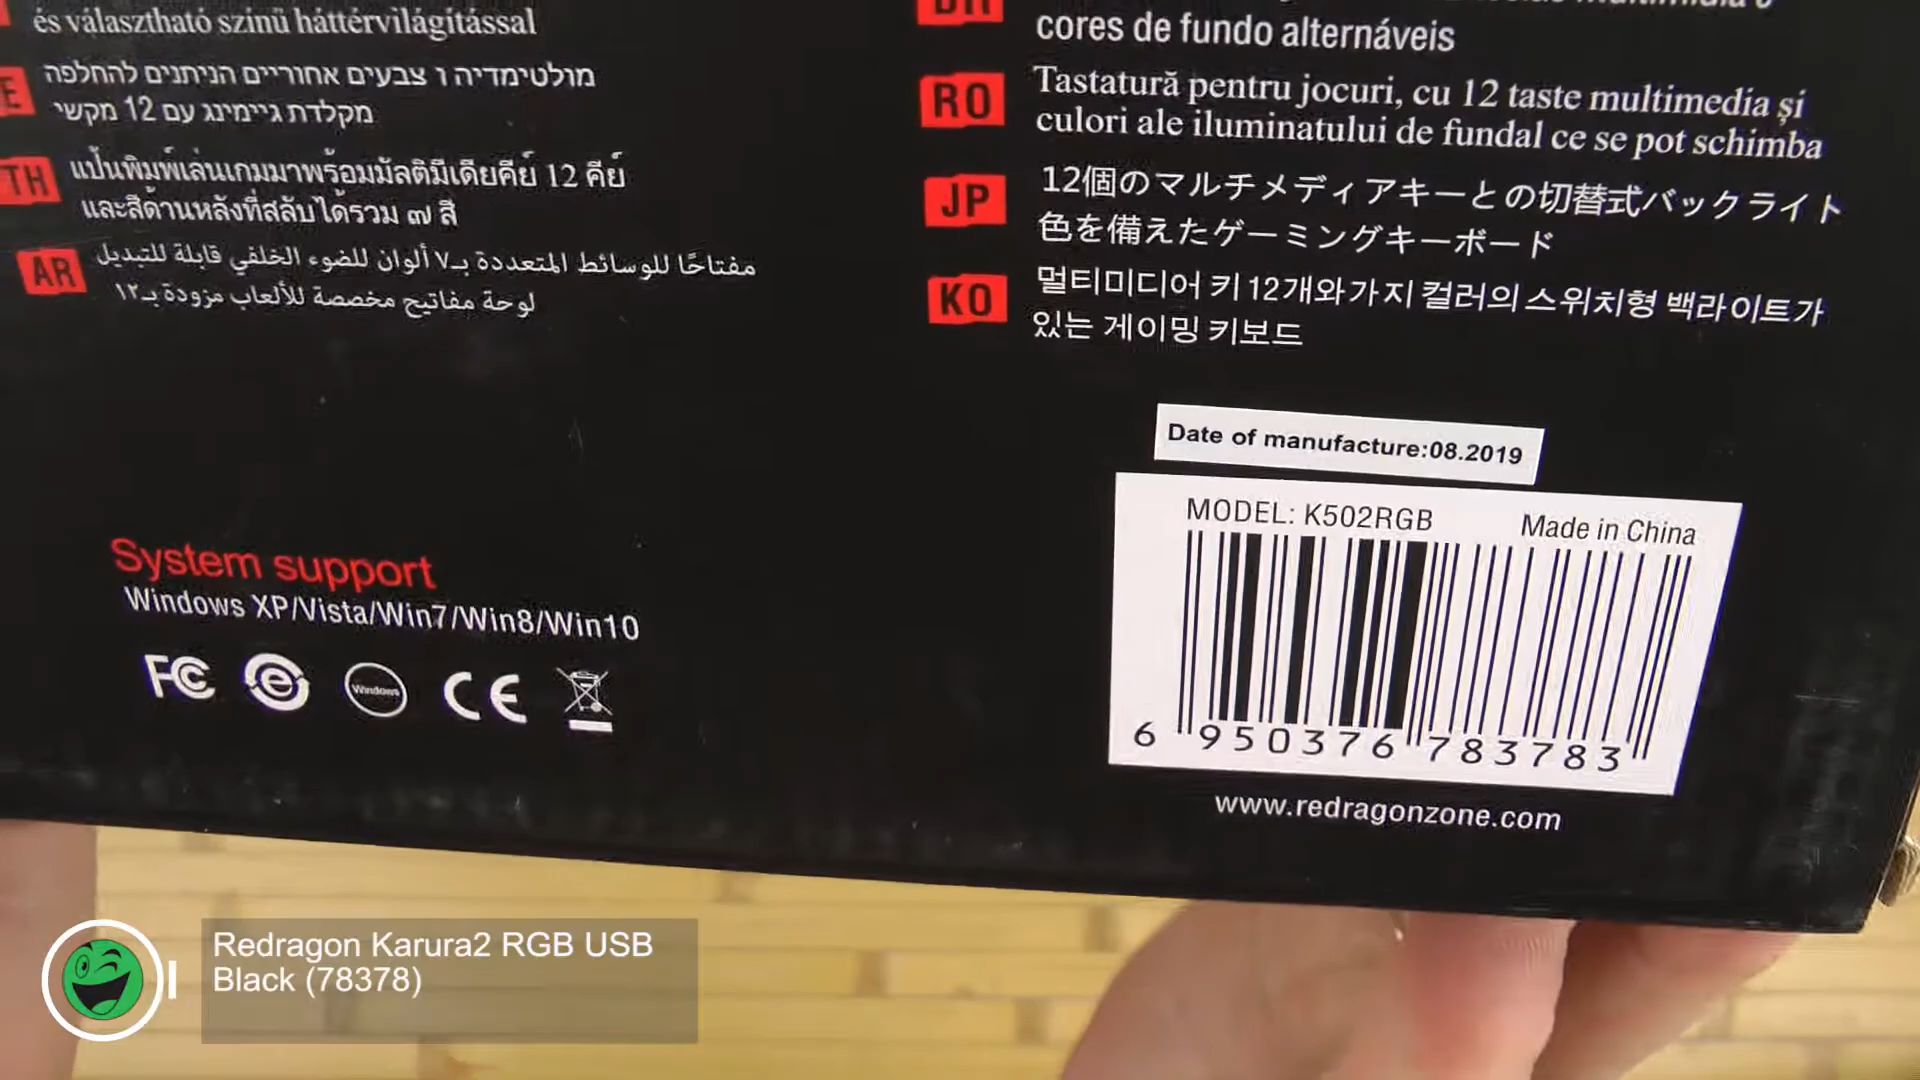 és választható színű háttérvilágítással
מולטימדיה ו צבעים אחוריים הניתנים להחלפה
מקלדת גיימינג עם 12 מקשי
TH
แป้นพิมพ์เล่นเกมมาพร้อมมัลติมีเดียคีย์ 12 คีย์
และสีด้านหลังที่สลับได้รวม ๗ สี
AR
مفتاحًا للوسائط المتعددة بـ٧ ألوان للضوء الخلفي قابلة للتبديل
لوحة مفاتيح مخصصة للألعاب مزودة بـ١٢
cores de fundo alternáveis
RO
Tastatură pentru jocuri, cu 12 taste multimedia și
culori ale iluminatului de fundal ce se pot schimba
JP
12個のマルチメディアキーとの切替式バックライト
色を備えたゲーミングキーボード
KO
멀티미디어 키 12개와가지 컬러의 스위치형 백라이트가
있는 게이밍 키보드
System support
Windows XP/Vista/Win7/Win8/Win10
FC
Windows
CE
Date of manufacture:08.2019
MODEL: K502RGB
Made in China
6 950376 783783
www.redragonzone.com
Redragon Karura2 RGB USB
Black (78378)